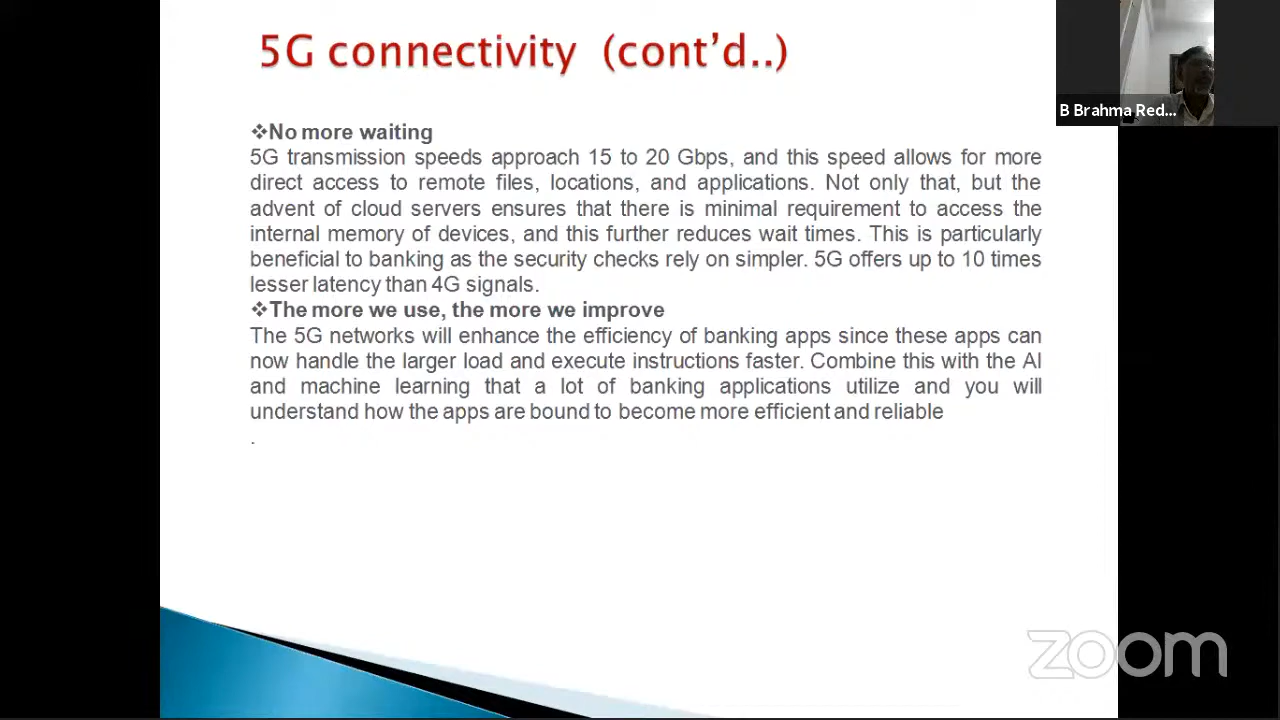 5G connectivity (cont’d..)
B Brahma Red...
❖No more waiting
5G transmission speeds approach 15 to 20 Gbps, and this speed allows for more
direct access to remote files, locations, and applications. Not only that, but the
advent of cloud servers ensures that there is minimal requirement to access the
internal memory of devices, and this further reduces wait times. This is particularly
beneficial to banking as the security checks rely on simpler. 5G offers up to 10 times
lesser latency than 4G signals.
❖The more we use, the more we improve
The 5G networks will enhance the efficiency of banking apps since these apps can
now handle the larger load and execute instructions faster. Combine this with the AI
and machine learning that a lot of banking applications utilize and you will
understand how the apps are bound to become more efficient and reliable
.
zoom